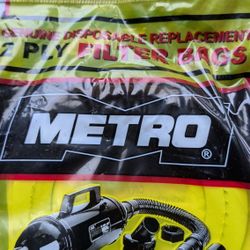 GENUINE DISPOSABLE REPLACEMENT
2 PLY FILTER BAGS
METRO®